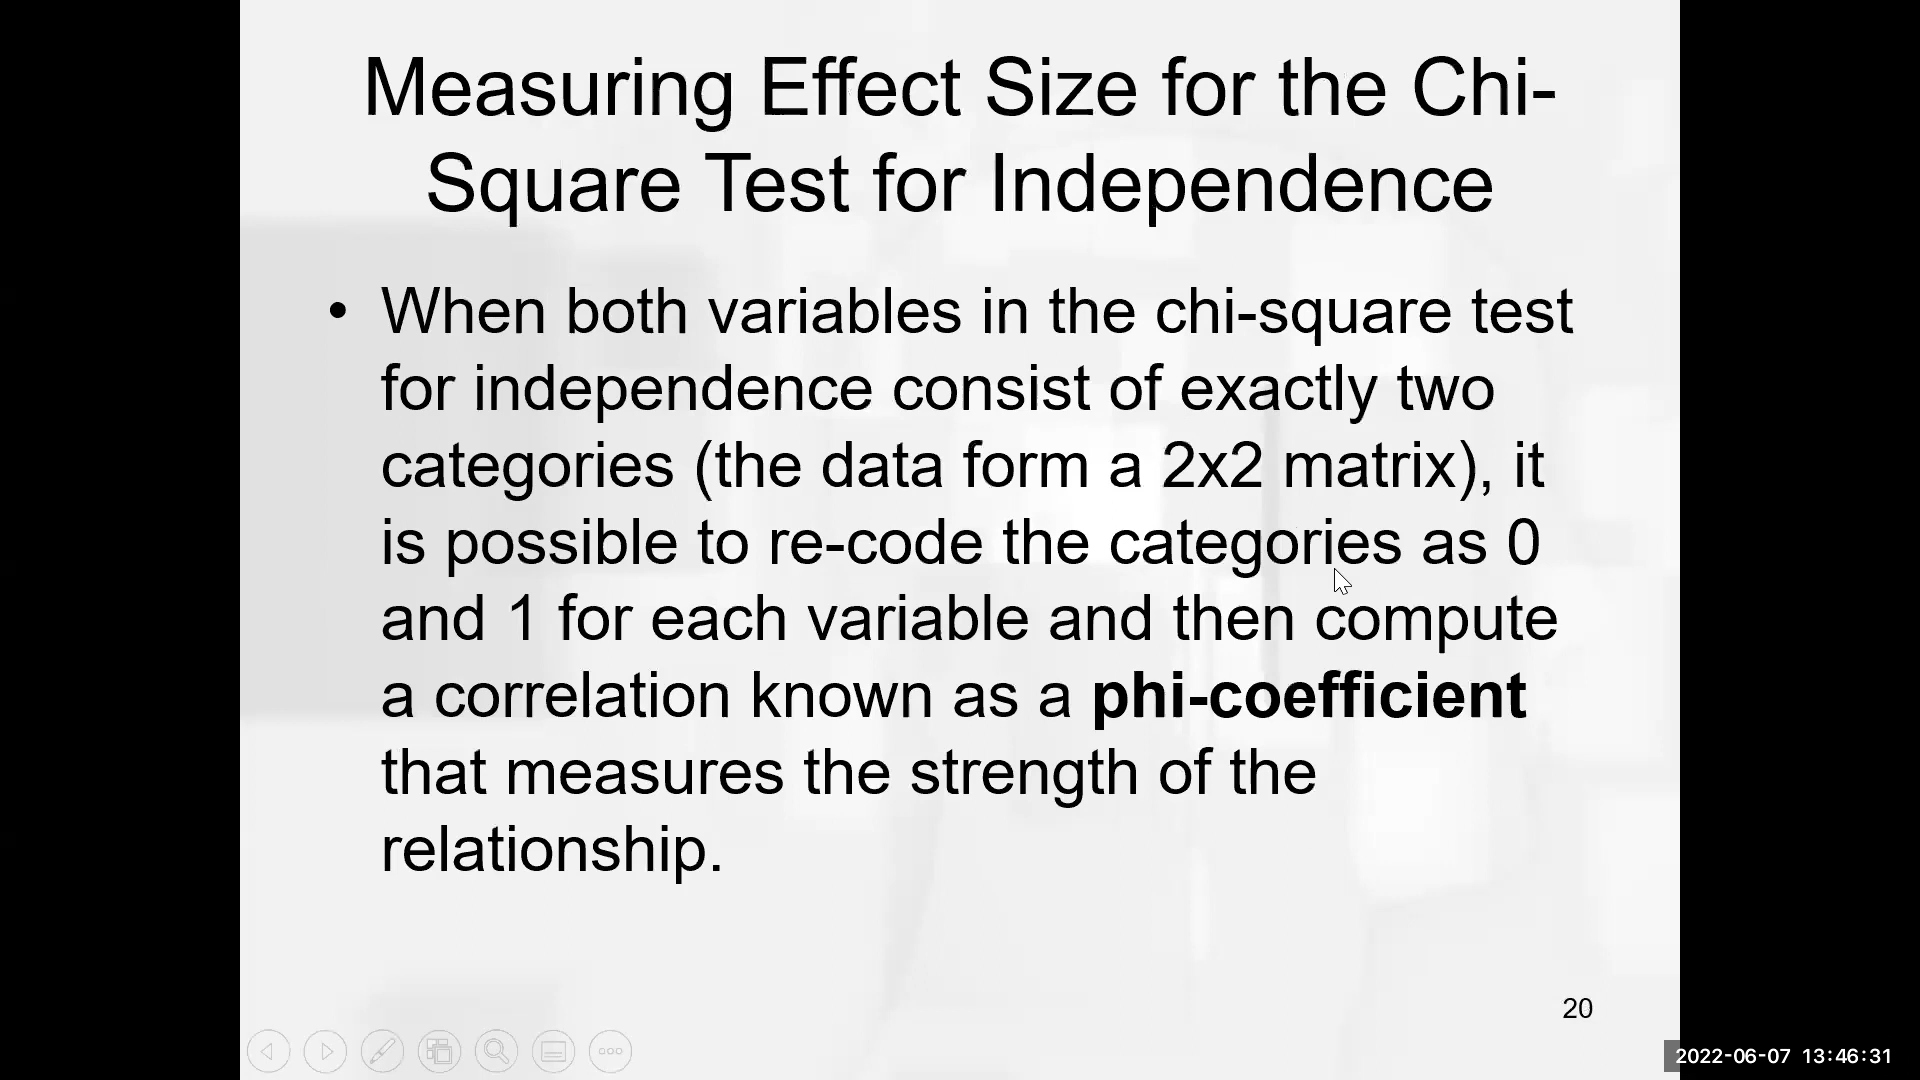 Measuring Effect Size for the Chi-
Square Test for Independence
• When both variables in the chi-square test
for independence consist of exactly two
categories (the data form a 2x2 matrix), it
is possible to re-code the categories as 0
and 1 for each variable and then compute
a correlation known as a phi-coefficient
that measures the strength of the
relationship.
20
2022-06-07 13:46:31